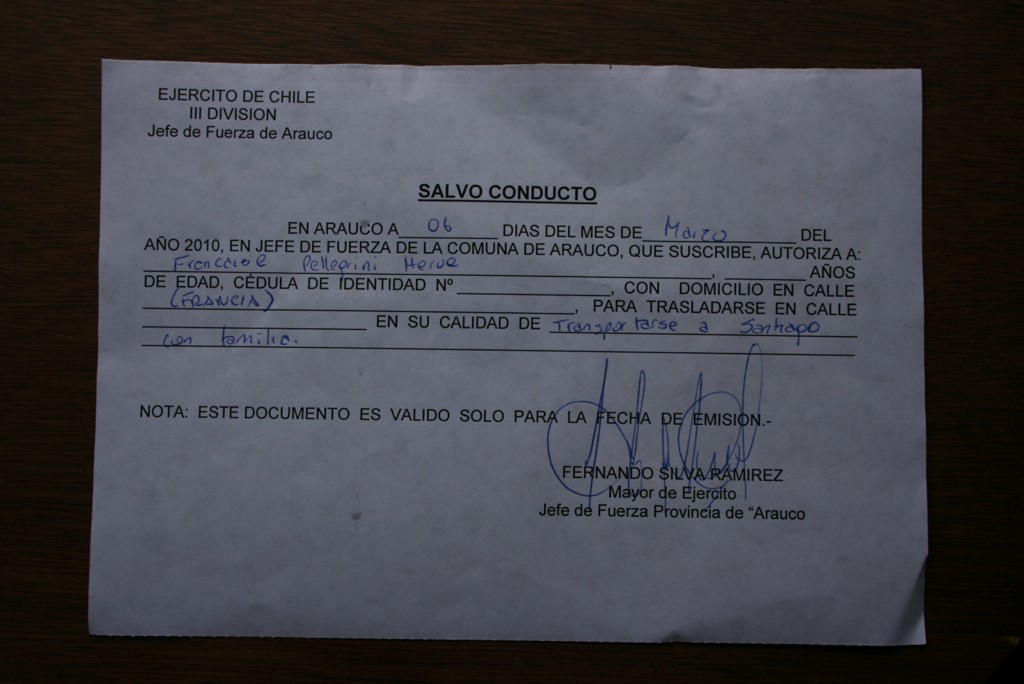 EJERCITO DE CHILE
III DIVISION
Jefe de Fuerza de Arauco
SALVO CONDUCTO
EN ARAUCO A 06 DIAS DEL MES DE Marzo DEL
AÑO 2010, EN JEFE DE FUERZA DE LA COMUNA DE ARAUCO, QUE SUSCRIBE, AUTORIZA A:
Pellegrini Herve , AÑOS
DE EDAD, CÉDULA DE IDENTIDAD Nº , CON DOMICILIO EN CALLE
(FRANCIA) , PARA TRASLADARSE EN CALLE
EN SU CALIDAD DE Transportarse a Santiago
con familia.
NOTA: ESTE DOCUMENTO ES VALIDO SOLO PARA LA FECHA DE EMISION.-
FERNANDO SILVA RAMIREZ
Mayor de Ejercito
Jefe de Fuerza Provincia de “Arauco